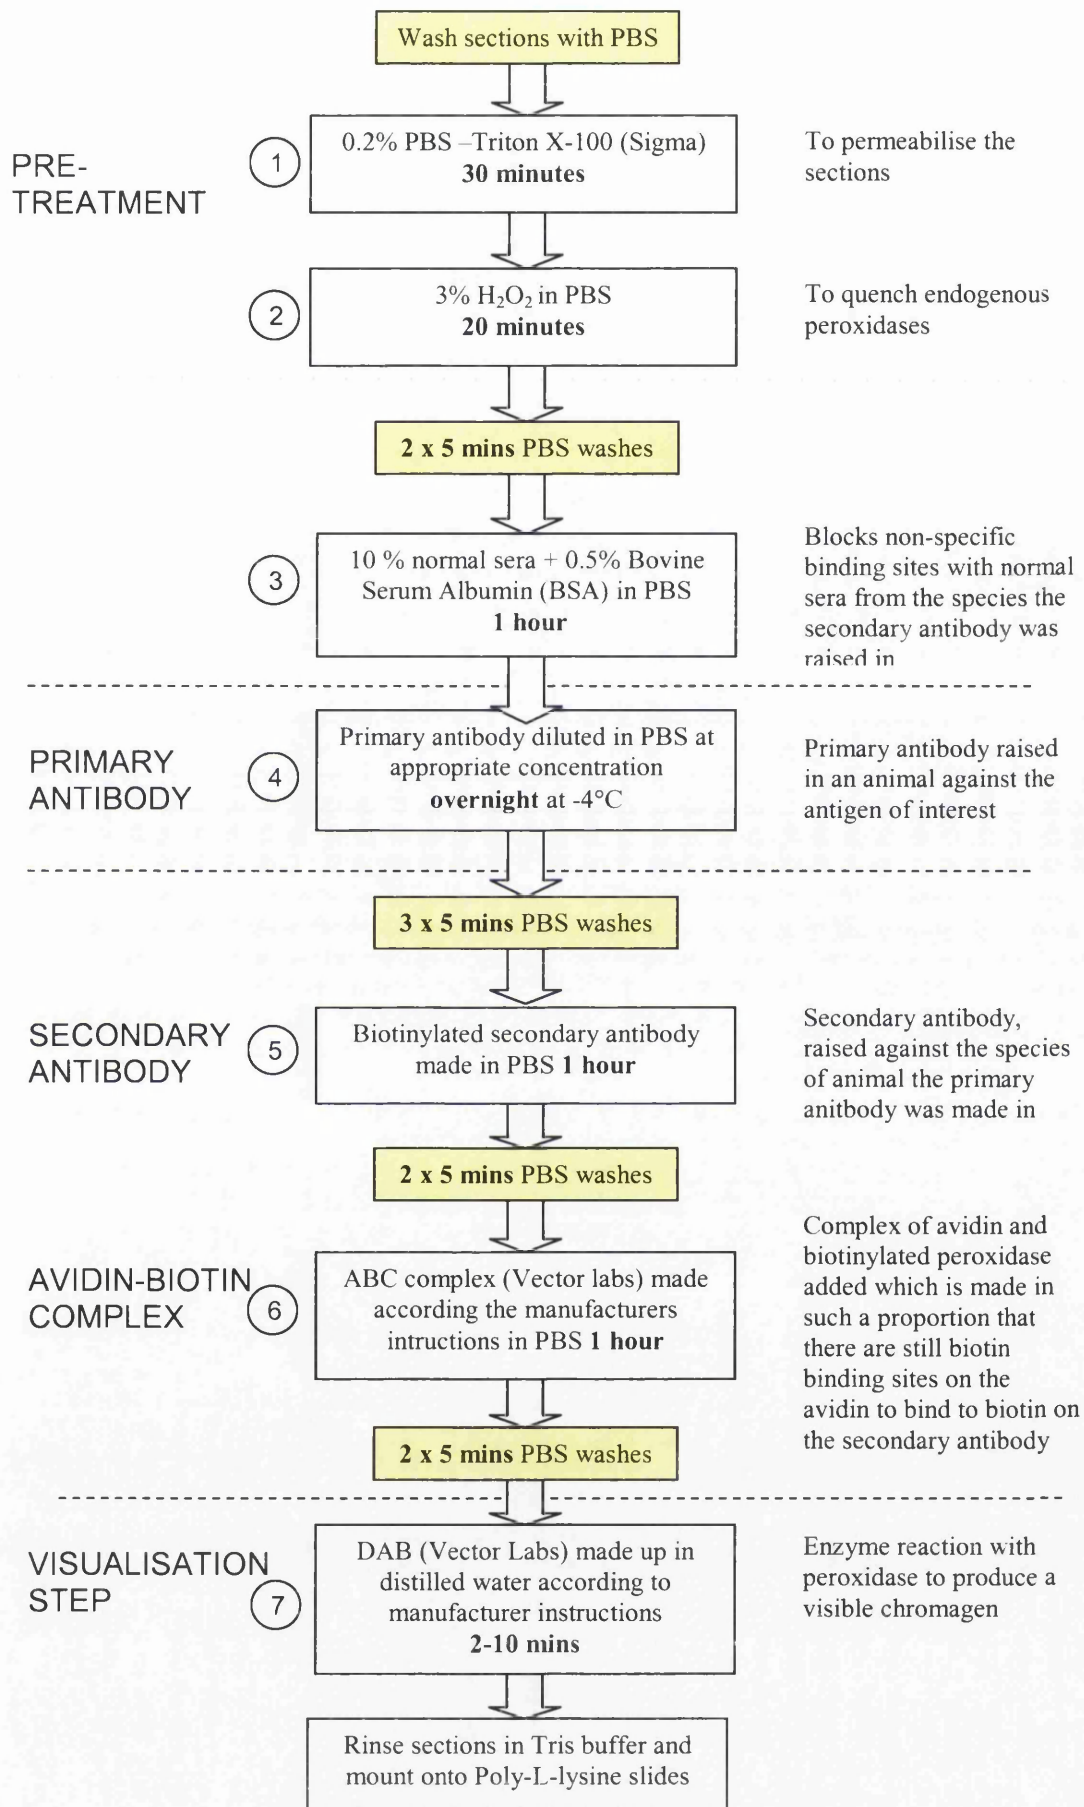 Wash sections with PBS
PRE-
TREATMENT
1
0.2% PBS –Triton X-100 (Sigma)
30 minutes
To permeabilise the
sections
2
3% H₂O₂ in PBS
20 minutes
To quench endogenous
peroxidases
2 x 5 mins PBS washes
3
10 % normal sera + 0.5% Bovine
Serum Albumin (BSA) in PBS
1 hour
Blocks non-specific
binding sites with normal
sera from the species the
secondary antibody was
raised in
PRIMARY
ANTIBODY
4
Primary antibody diluted in PBS at
appropriate concentration
overnight at -4°C
Primary antibody raised
in an animal against the
antigen of interest
3 x 5 mins PBS washes
SECONDARY
ANTIBODY
5
Biotinylated secondary antibody
made in PBS 1 hour
Secondary antibody,
raised against the species
of animal the primary
anitbody was made in
2 x 5 mins PBS washes
AVIDIN-BIOTIN
COMPLEX
6
ABC complex (Vector labs) made
according the manufacturers
intructions in PBS 1 hour
Complex of avidin and
biotinylated peroxidase
added which is made in
such a proportion that
there are still biotin
binding sites on the
avidin to bind to biotin on
the secondary antibody
2 x 5 mins PBS washes
VISUALISATION
STEP
7
DAB (Vector Labs) made up in
distilled water according to
manufacturer instructions
2-10 mins
Enzyme reaction with
peroxidase to produce a
visible chromagen
Rinse sections in Tris buffer and
mount onto Poly-L-lysine slides